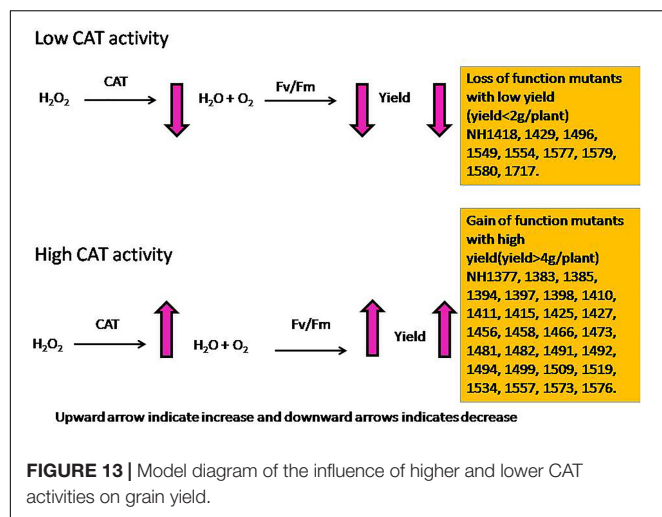 Low CAT activity
H₂O₂ CAT H₂O + O₂ Fv/Fm Yield
Loss of function mutants
with low yield
(yield<2g/plant)
NH1418, 1429, 1496,
1549, 1554, 1577, 1579,
1580, 1717.
High CAT activity
H₂O₂ CAT H₂O + O₂ Fv/Fm Yield
Gain of function mutants
with high
yield(yield>4g/plant)
NH1377, 1383, 1385,
1394, 1397, 1398, 1410,
1411, 1415, 1425, 1427,
1456, 1458, 1466, 1473,
1481, 1482, 1491, 1492,
1494, 1499, 1509, 1519,
1534, 1557, 1573, 1576.
Upward arrow indicate increase and downward arrows indicates decrease
FIGURE 13 | Model diagram of the influence of higher and lower CAT
activities on grain yield.